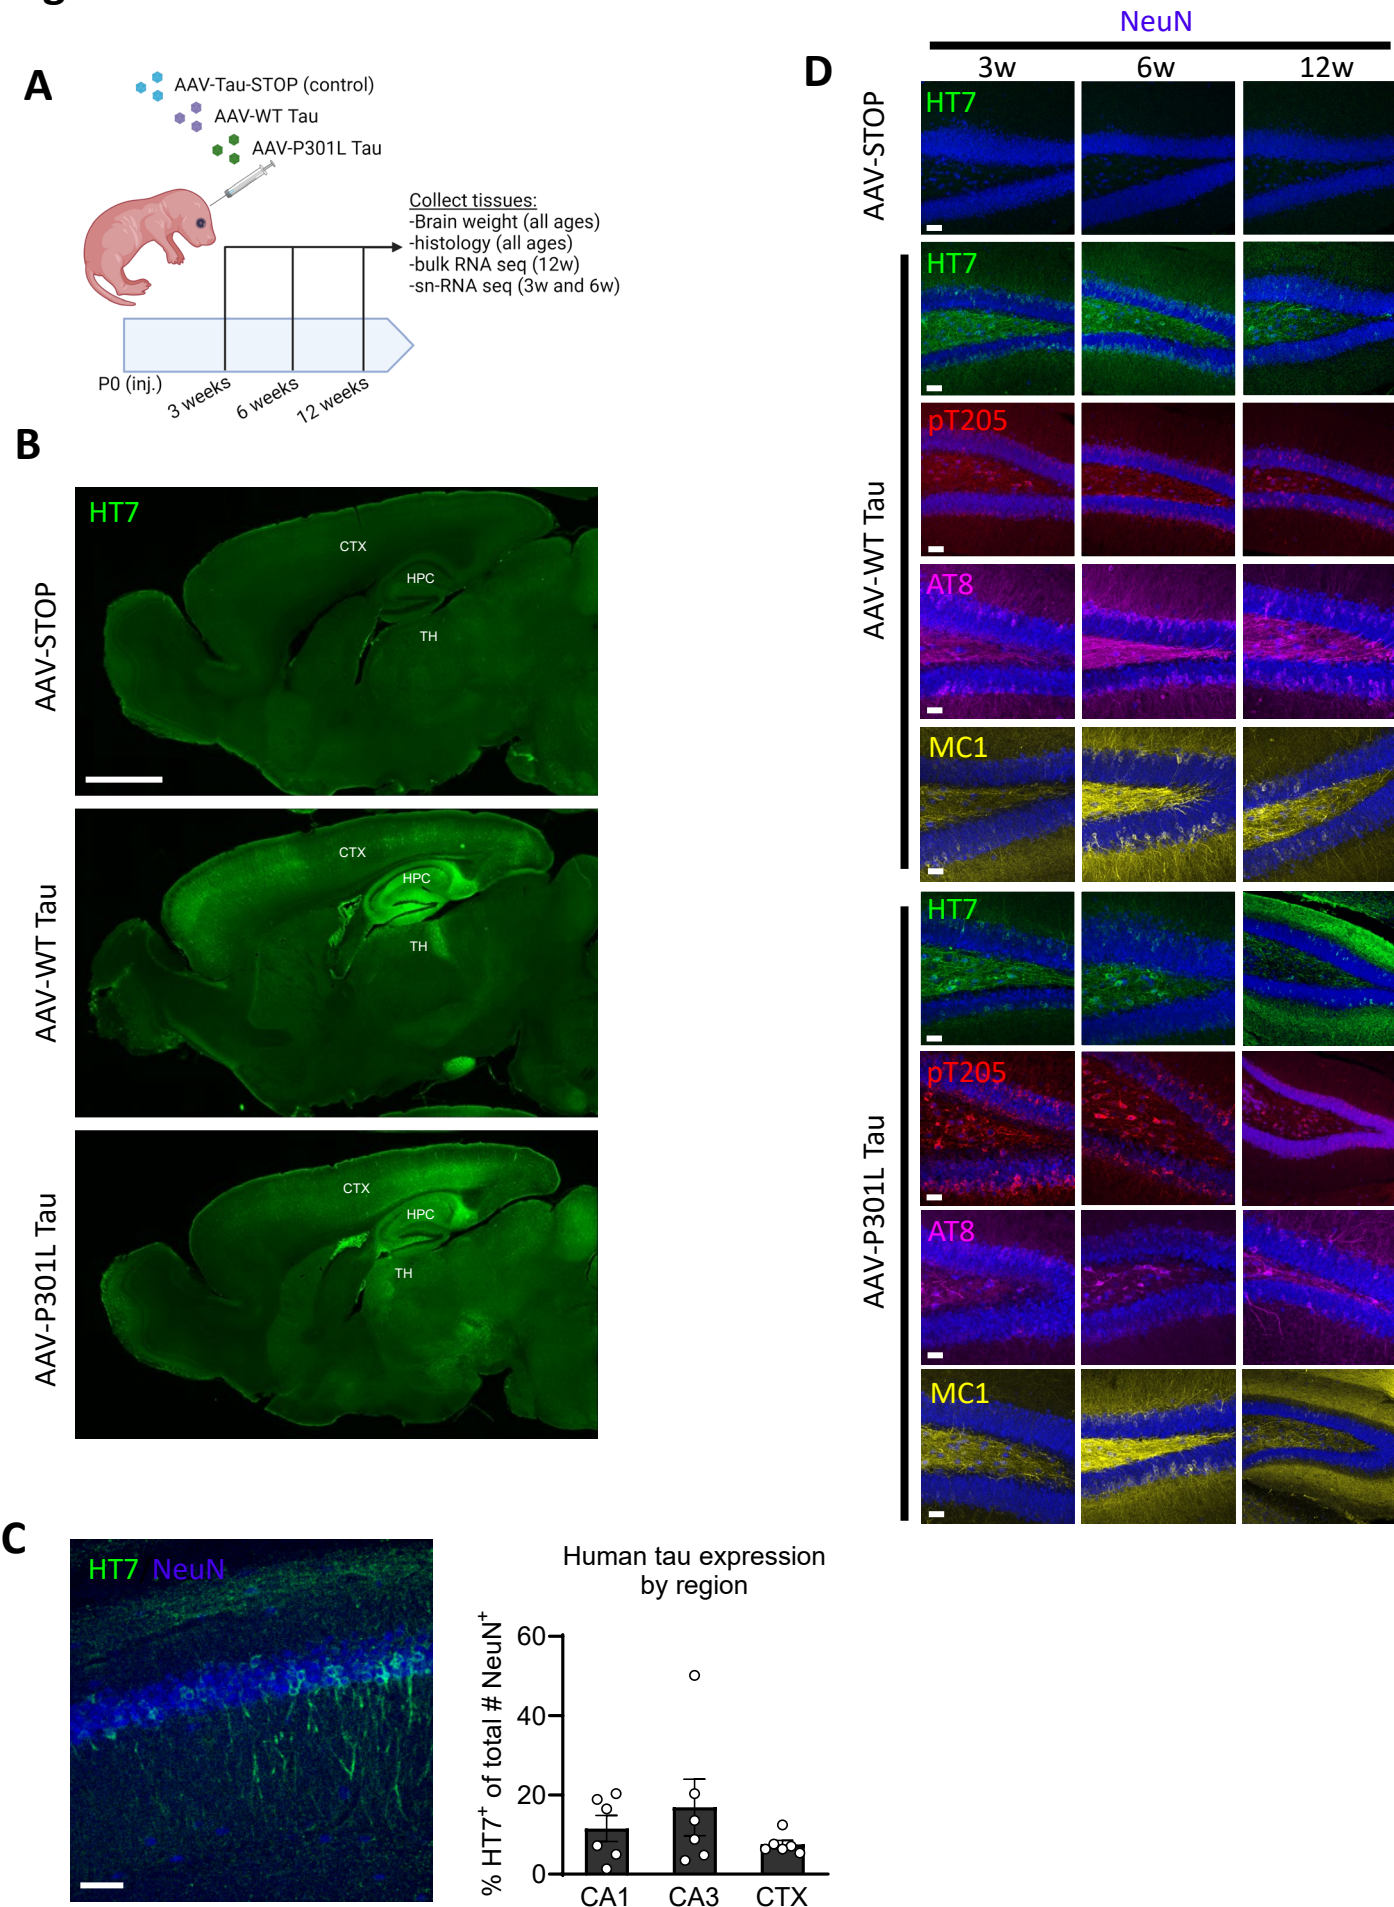 A
AAV-Tau-STOP (control)
AAV-WT Tau
AAV-P301L Tau
Collect tissues:
-Brain weight (all ages)
-histology (all ages)
-bulk RNA seq (12w)
-sn-RNA seq (3w and 6w)
P0 (inj.)
3 weeks
6 weeks
12 weeks
B
AAV-STOP
HT7
CTX
HPC
TH
AAV-WT Tau
CTX
HPC
TH
AAV-P301L Tau
CTX
HPC
TH
C
HT7 NeuN
Human tau expression
by region
% HT7+ of total # NeuN+
60
40
20
0
CA1 CA3 CTX
D
NeuN
3w 6w 12w
AAV-STOP
HT7
AAV-WT Tau
HT7
pT205
AT8
MC1
AAV-P301L Tau
HT7
pT205
AT8
MC1